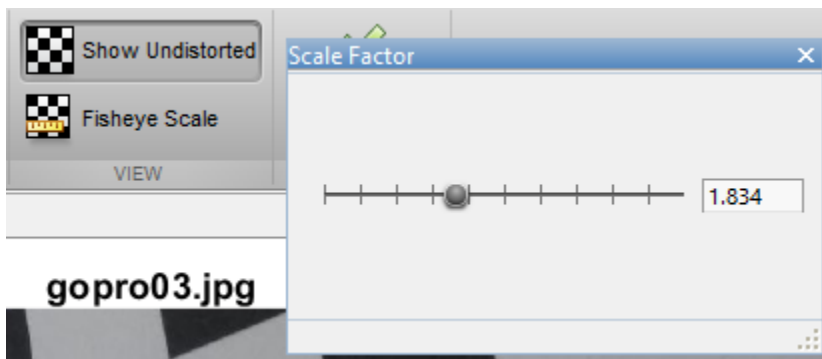 Show Undistorted
Fisheye Scale
VIEW
Scale Factor
1.834
gopro03.jpg